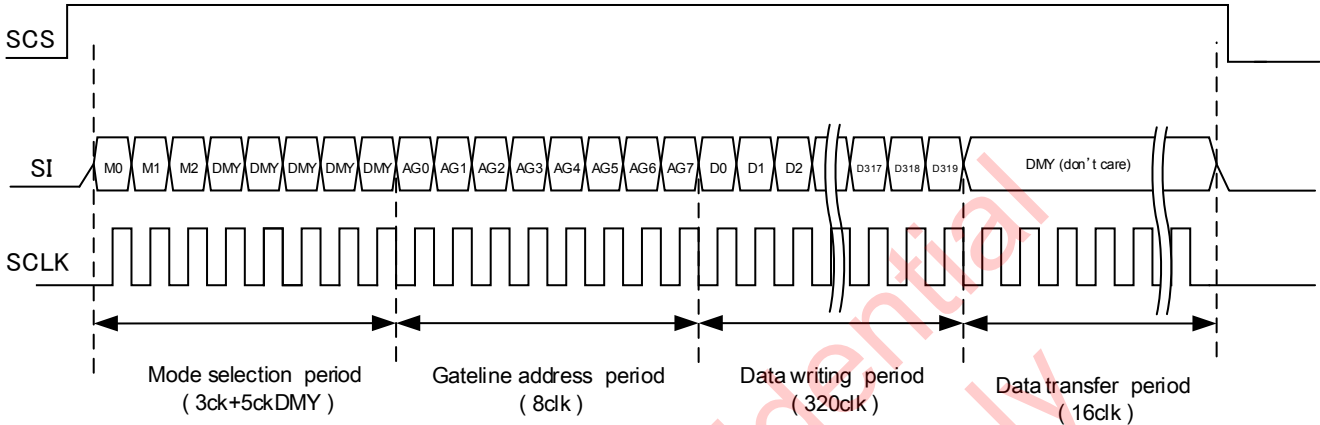 SCS
SI
M0 M1 M2 DMY DMY DMY DMY DMY AG0 AG1 AG2 AG3 AG4 AG5 AG6 AG7 D0 D1 D2 D317 D318 D319 DMY (don't care)
SCLK
Mode selection period
( 3ck+5ckDMY )
Gateline address period
( 8clk )
Data writing period
( 320clk )
Data transfer period
( 16clk )